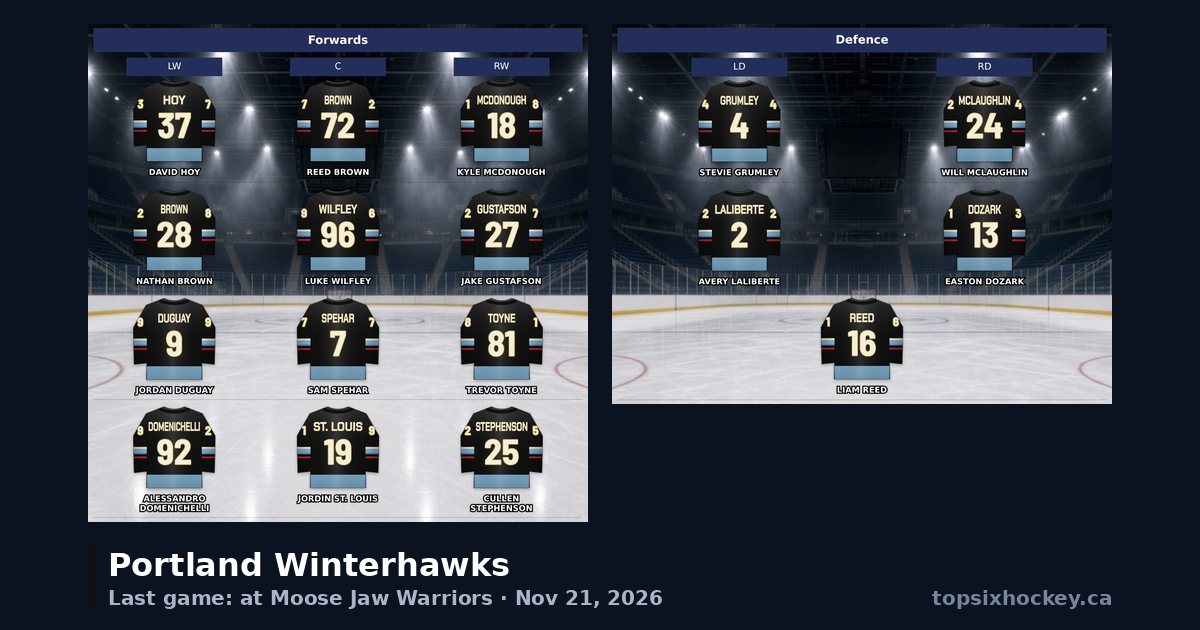 Forwards
LW C RW
3 HOY 7 7 BROWN 2 1 MCDONOUGH 8
37 72 18
DAVID HOY REED BROWN KYLE MCDONOUGH
2 BROWN 8 9 WILFLEY 6 2 GUSTAFSON 7
28 96 27
NATHAN BROWN LUKE WILFLEY JAKE GUSTAFSON
9 DUGUAY 9 7 SPEHAR 7 8 TOYNE 1
9 7 81
JORDAN DUGUAY SAM SPEHAR TREVOR TOYNE
9 DOMENICHELLI 2 1 ST. LOUIS 9 2 STEPHENSON 5
92 19 25
ALESSANDRO DOMENICHELLI JORDIN ST. LOUIS CULLEN STEPHENSON
Defence
LD RD
4 GRUMLEY 4 2 MCLAUGHLIN 4
4 24
STEVIE GRUMLEY WILL MCLAUGHLIN
2 LALIBERTE 2 1 DOZARK 3
2 13
AVERY LALIBERTE EASTON DOZARK
1 REED 6
16
LIAM REED
Portland Winterhawks
Last game: at Moose Jaw Warriors · Nov 21, 2026
topsixhockey.ca